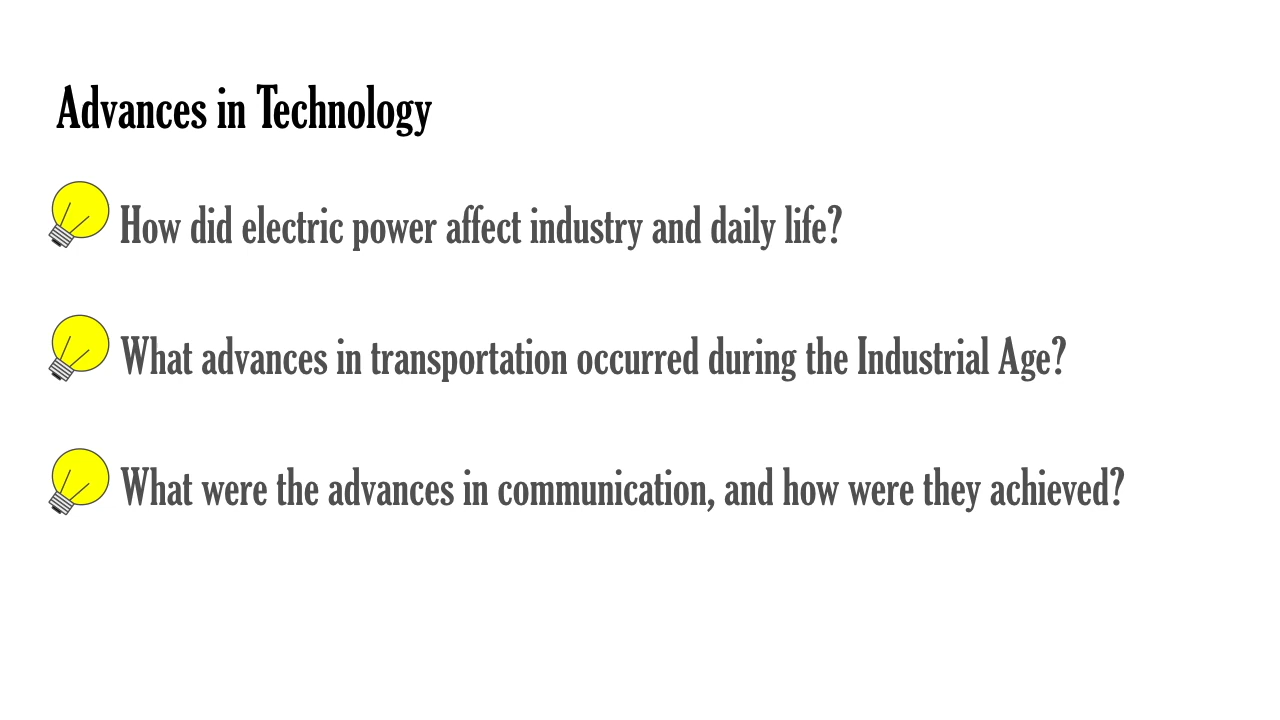 Advances in Technology
How did electric power affect industry and daily life?
What advances in transportation occurred during the Industrial Age?
What were the advances in communication, and how were they achieved?